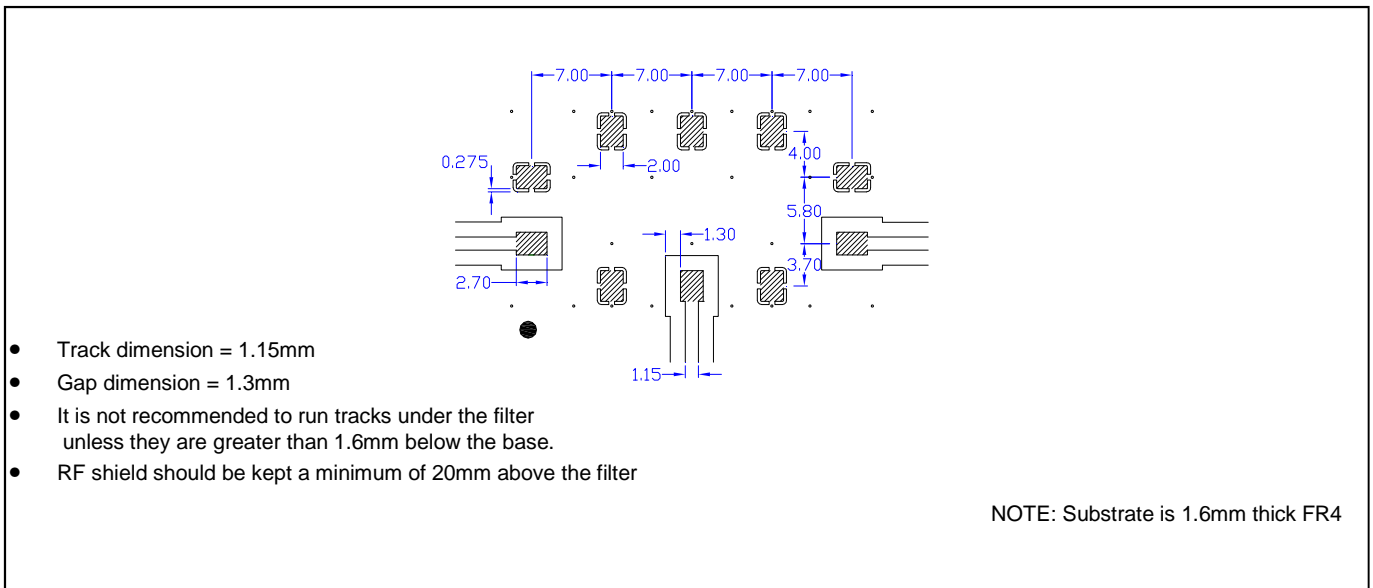 7.00 7.00 7.00 7.00
4.00
0.275
2.00
5.80
1.30
3.70
2.70
1.15
● Track dimension = 1.15mm
● Gap dimension = 1.3mm
● It is not recommended to run tracks under the filter
unless they are greater than 1.6mm below the base.
● RF shield should be kept a minimum of 20mm above the filter
NOTE: Substrate is 1.6mm thick FR4